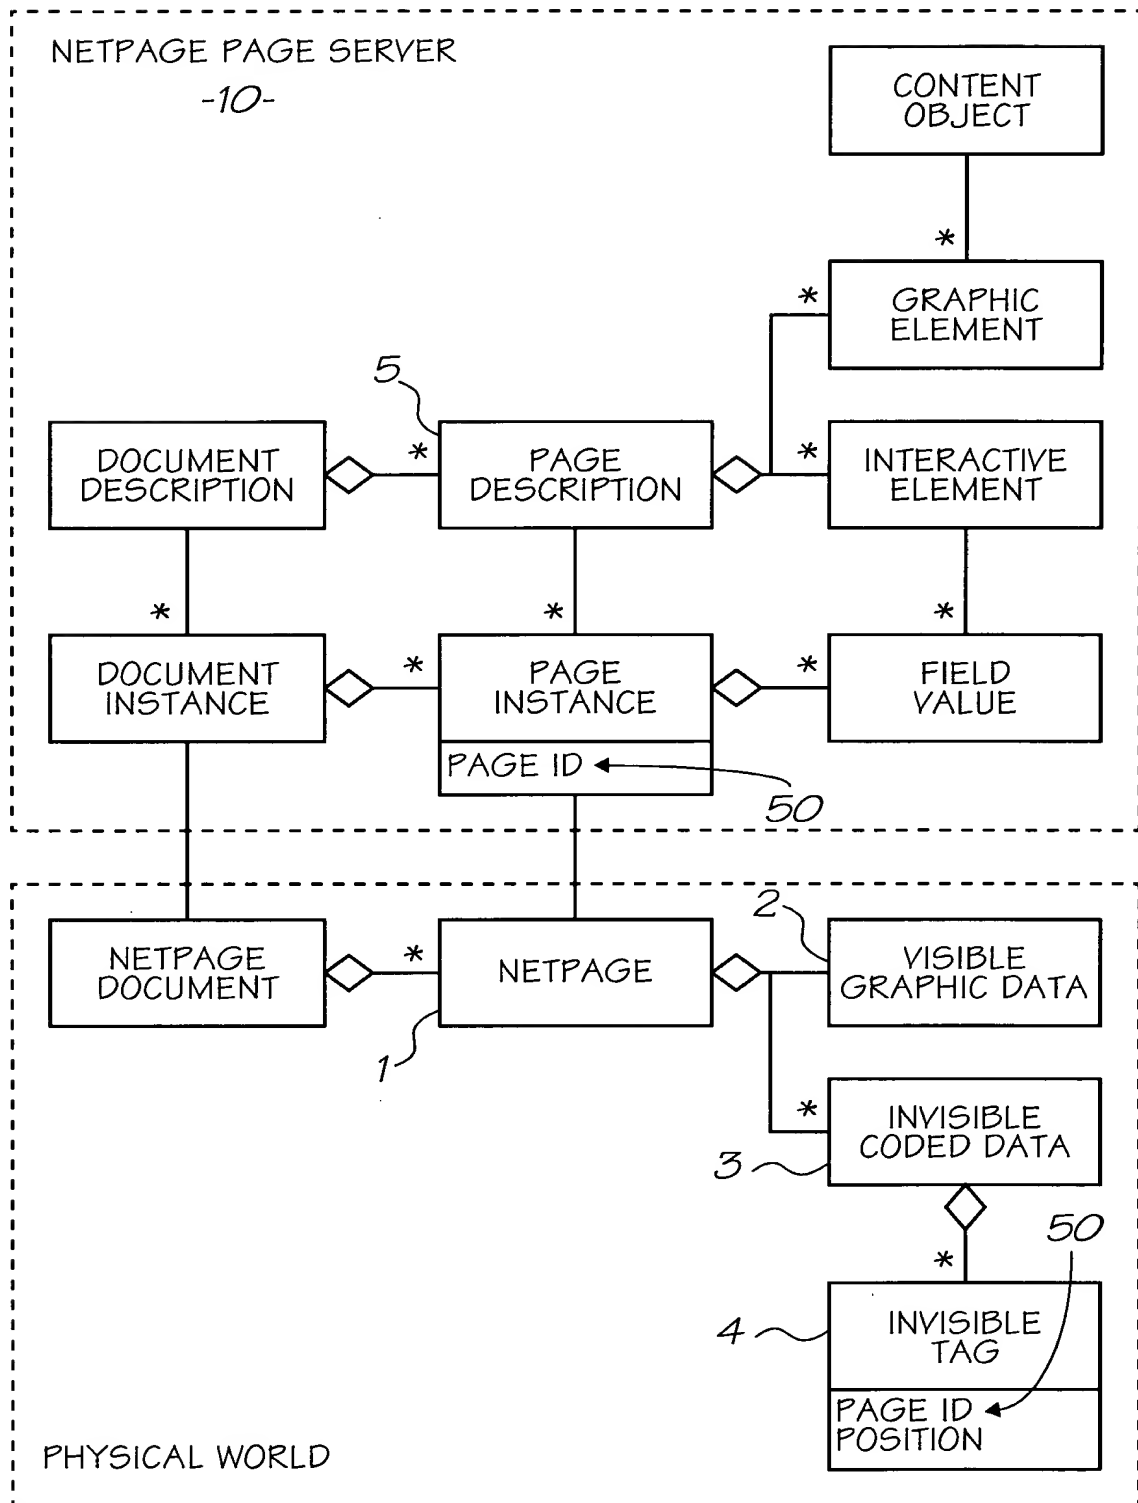 NETPAGE PAGE SERVER
-10-
CONTENT
OBJECT
*
*
GRAPHIC
ELEMENT
5
DOCUMENT
DESCRIPTION
*
PAGE
DESCRIPTION
*
INTERACTIVE
ELEMENT
*
*
*
DOCUMENT
INSTANCE
*
PAGE
INSTANCE
*
FIELD
VALUE
PAGE ID
50
2
NETPAGE
DOCUMENT
*
NETPAGE
VISIBLE
GRAPHIC DATA
1
*
INVISIBLE
CODED DATA
3
50
*
4
INVISIBLE
TAG
PAGE ID
POSITION
PHYSICAL WORLD